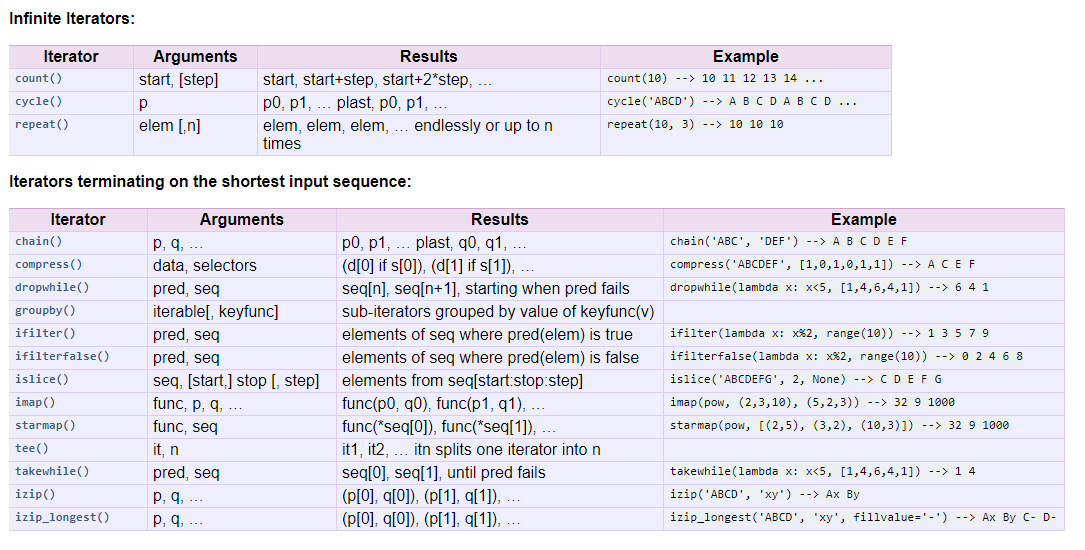 Infinite Iterators:
Iterator Arguments Results Example
count() start, [step] start, start+step, start+2*step, … count(10) --> 10 11 12 13 14 ...
cycle() p p0, p1, … plast, p0, p1, … cycle('ABCD') --> A B C D A B C D ...
repeat() elem [,n] elem, elem, elem, … endlessly or up to n repeat(10, 3) --> 10 10 10
times
Iterators terminating on the shortest input sequence:
Iterator Arguments Results Example
chain() p, q, … p0, p1, … plast, q0, q1, … chain('ABC', 'DEF') --> A B C D E F
compress() data, selectors (d[0] if s[0]), (d[1] if s[1]), … compress('ABCDEF', [1,0,1,0,1,1]) --> A C E F
dropwhile() pred, seq seq[n], seq[n+1], starting when pred fails dropwhile(lambda x: x<5, [1,4,6,4,1]) --> 6 4 1
groupby() iterable[, keyfunc] sub-iterators grouped by value of keyfunc(v)
ifilter() pred, seq elements of seq where pred(elem) is true ifilter(lambda x: x%2, range(10)) --> 1 3 5 7 9
ifilterfalse() pred, seq elements of seq where pred(elem) is false ifilterfalse(lambda x: x%2, range(10)) --> 0 2 4 6 8
islice() seq, [start,] stop [, step] elements from seq[start:stop:step] islice('ABCDEFG', 2, None) --> C D E F G
imap() func, p, q, … func(p0, q0), func(p1, q1), … imap(pow, (2,3,10), (5,2,3)) --> 32 9 1000
starmap() func, seq func(*seq[0]), func(*seq[1]), … starmap(pow, [(2,5), (3,2), (10,3)]) --> 32 9 1000
tee() it, n it1, it2, … itn splits one iterator into n
takewhile() pred, seq seq[0], seq[1], until pred fails takewhile(lambda x: x<5, [1,4,6,4,1]) --> 1 4
izip() p, q, … (p[0], q[0]), (p[1], q[1]), … izip('ABCD', 'xy') --> Ax By
izip_longest() p, q, … (p[0], q[0]), (p[1], q[1]), … izip_longest('ABCD', 'xy', fillvalue='-') --> Ax By C- D-